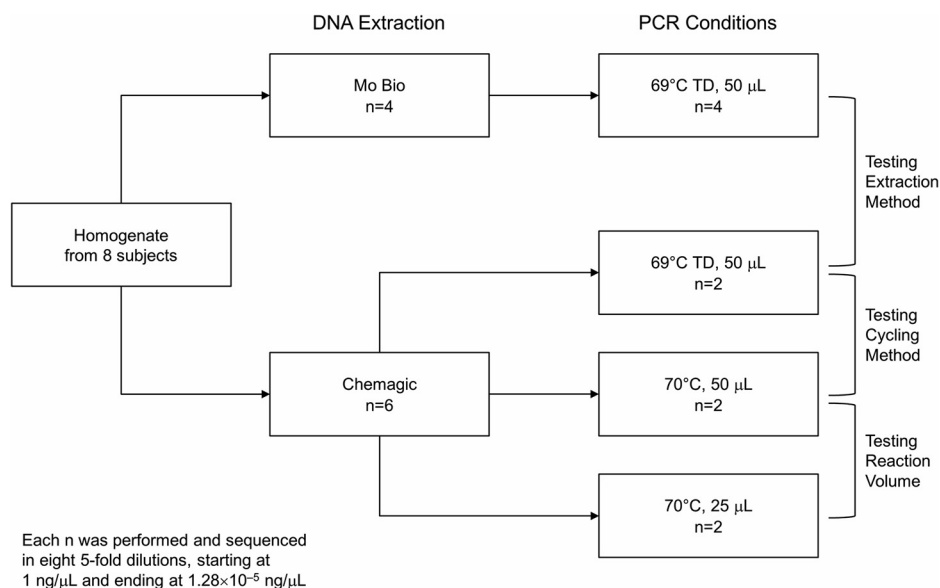 DNA Extraction
PCR Conditions
Mo Bio
n=4
69°C TD, 50 μL
n=4
Testing
Extraction
Method
Homogenate
from 8 subjects
69°C TD, 50 μL
n=2
Testing
Cycling
Method
Chemagic
n=6
70°C, 50 μL
n=2
Testing
Reaction
Volume
70°C, 25 μL
n=2
Each n was performed and sequenced
in eight 5-fold dilutions, starting at
1 ng/μL and ending at 1.28×10⁻⁵ ng/μL